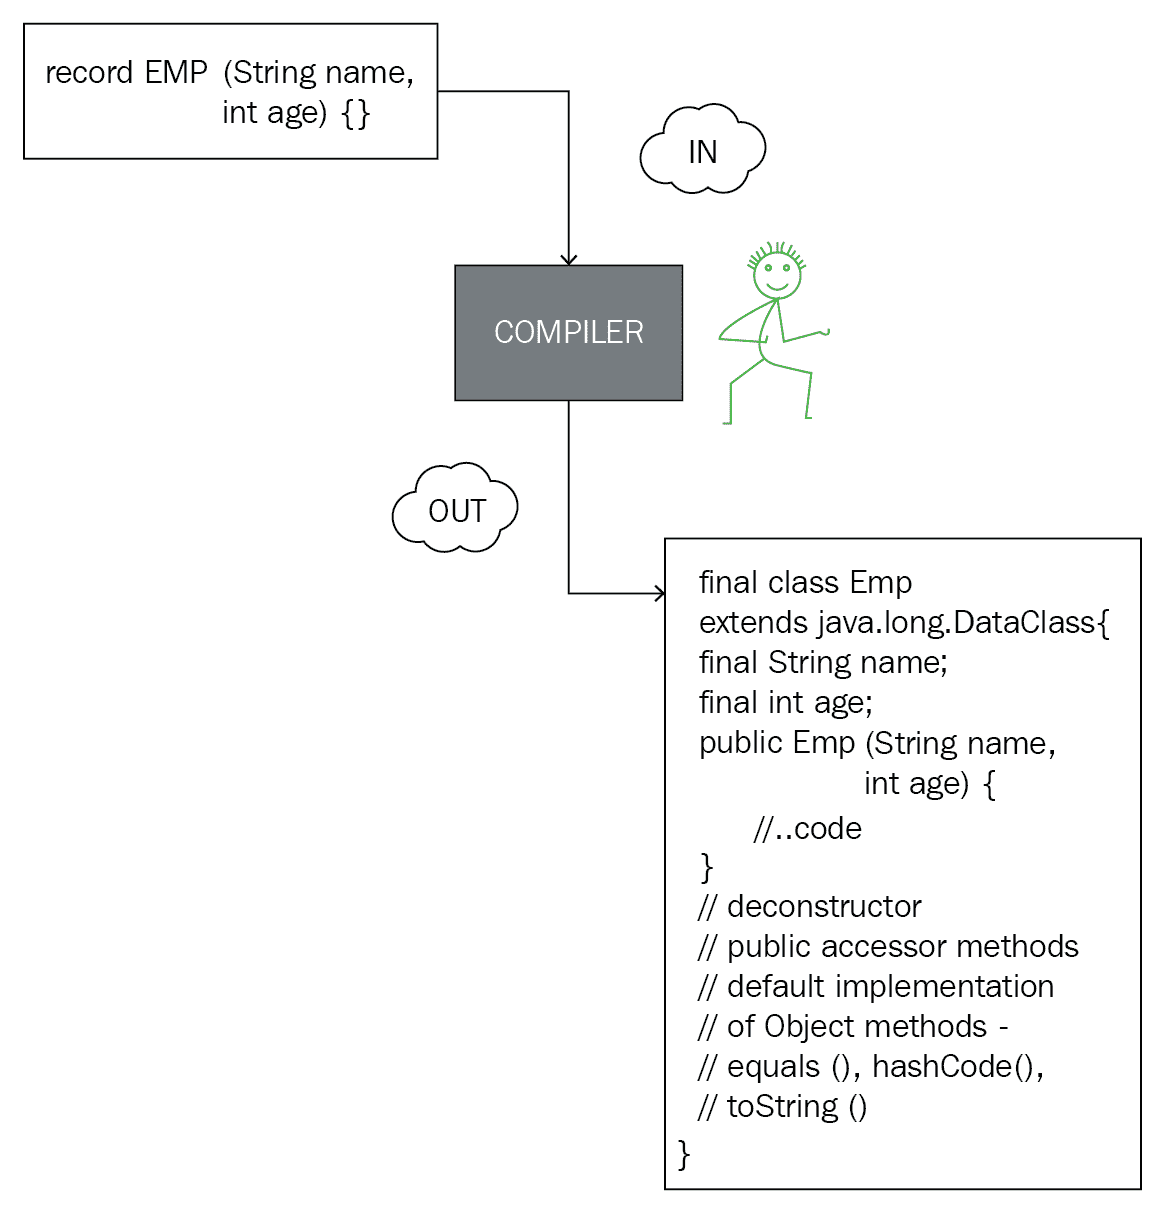 record EMP (String name,
int age) {}
IN
COMPILER
OUT
final class Emp
extends java.long.DataClass{
final String name;
final int age;
public Emp (String name,
int age) {
//..code
}
// deconstructor
// public accessor methods
// default implementation
// of Object methods -
// equals (), hashCode(),
// toString ()
}